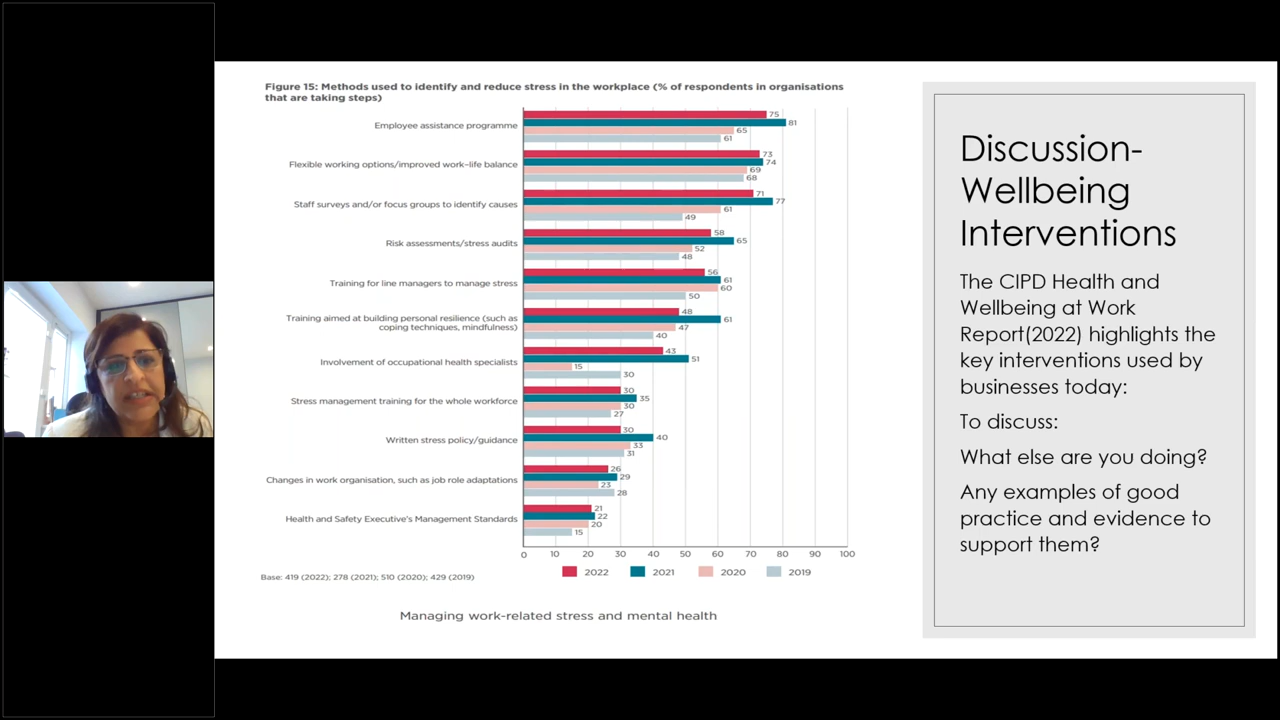 Figure 15: Methods used to identify and reduce stress in the workplace (% of respondents in organisations
that are taking steps)
Employee assistance programme
75
81
65
61
Flexible working options/improved work–life balance
73
74
69
68
Staff surveys and/or focus groups to identify causes
71
77
61
49
Risk assessments/stress audits
58
65
52
48
Training for line managers to manage stress
56
61
60
50
Training aimed at building personal resilience (such as
coping techniques, mindfulness)
48
61
47
40
Involvement of occupational health specialists
43
51
15
30
Stress management training for the whole workforce
30
35
30
27
Written stress policy/guidance
30
40
33
31
Changes in work organisation, such as job role adaptations
26
29
23
28
Health and Safety Executive's Management Standards
21
22
20
15
0 10 20 30 40 50 60 70 80 90 100
Base: 419 (2022); 278 (2021); 510 (2020); 429 (2019)
2022 2021 2020 2019
Managing work-related stress and mental health
Discussion-
Wellbeing
Interventions
The CIPD Health and
Wellbeing at Work
Report(2022) highlights the
key interventions used by
businesses today:
To discuss:
What else are you doing?
Any examples of good
practice and evidence to
support them?